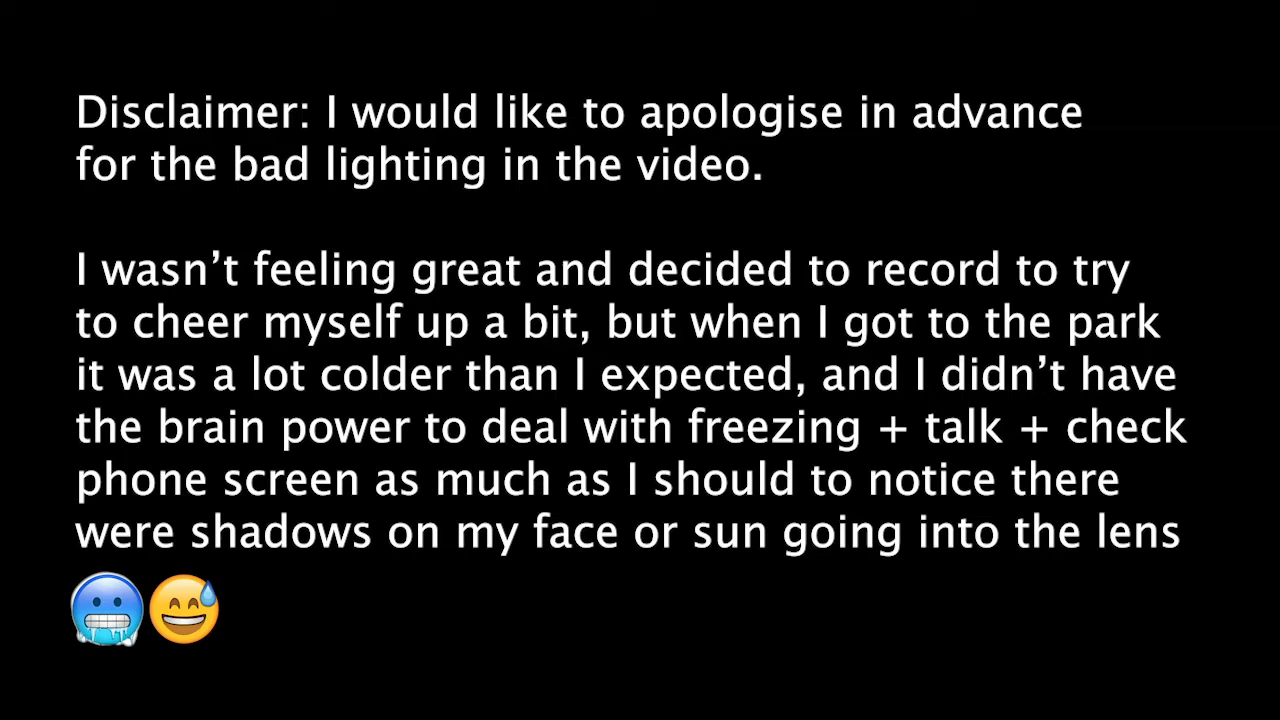 Disclaimer: I would like to apologise in advance
for the bad lighting in the video.
I wasn’t feeling great and decided to record to try
to cheer myself up a bit, but when I got to the park
it was a lot colder than I expected, and I didn’t have
the brain power to deal with freezing + talk + check
phone screen as much as I should to notice there
were shadows on my face or sun going into the lens
🥶😅